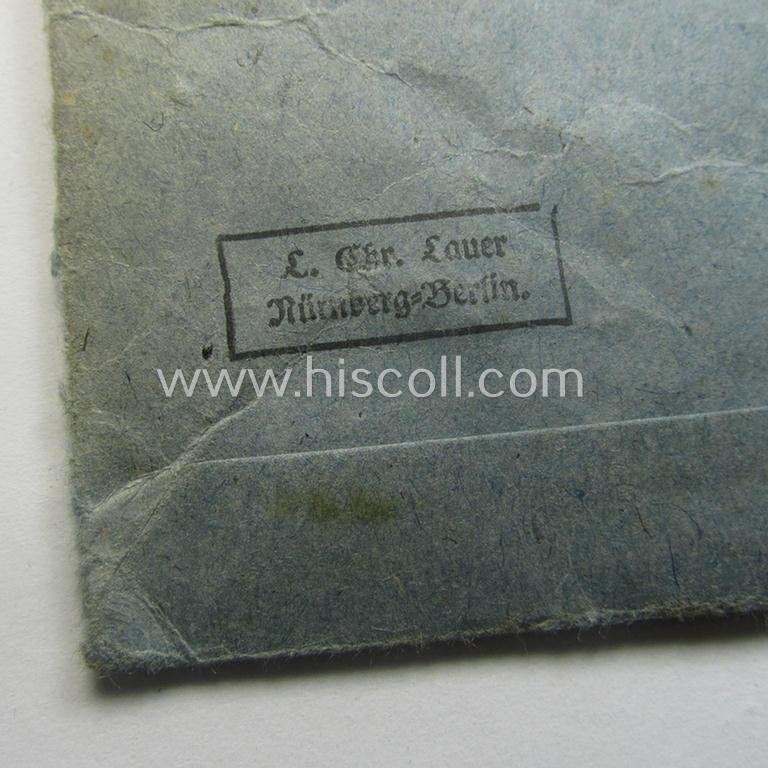 L. Chr. Lauer
Nürnberg=Berlin.
www.hiscoll.com